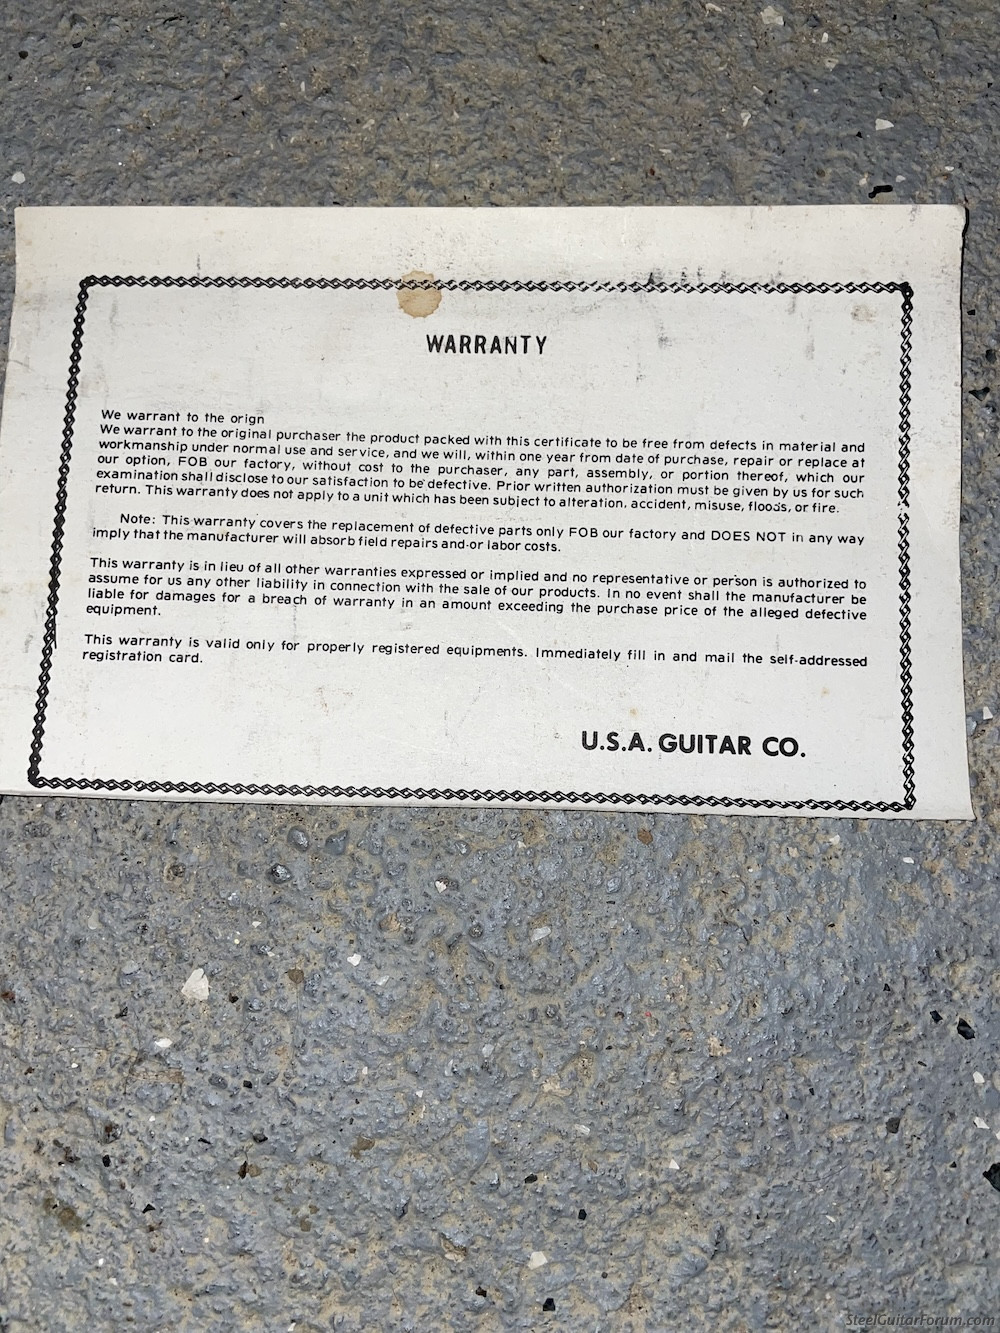 WARRANTY
We warrant to the orign
We warrant to the original purchaser the product packed with this certificate to be free from defects in material and
workmanship under normal use and service, and we will, within one year from date of purchase, repair or replace at
our option, FOB our factory, without cost to the purchaser, any part, assembly, or portion thereof, which our
examination shall disclose to our satisfaction to be defective. Prior written authorization must be given by us for such
return. This warranty does not apply to a unit which has been subject to alteration, accident, misuse, floods, or fire.
Note: This warranty covers the replacement of defective parts only FOB our factory and DOES NOT in any way
imply that the manufacturer will absorb field repairs and-or labor costs.
This warranty is in lieu of all other warranties expressed or implied and no representative or person is authorized to
assume for us any other liability in connection with the sale of our products. In no event shall the manufacturer be
liable for damages for a breach of warranty in an amount exceeding the purchase price of the alleged defective
equipment.
This warranty is valid only for properly registered equipments. Immediately fill in and mail the self-addressed
registration card.
U.S.A. GUITAR CO.
SteelGuitarForum.com